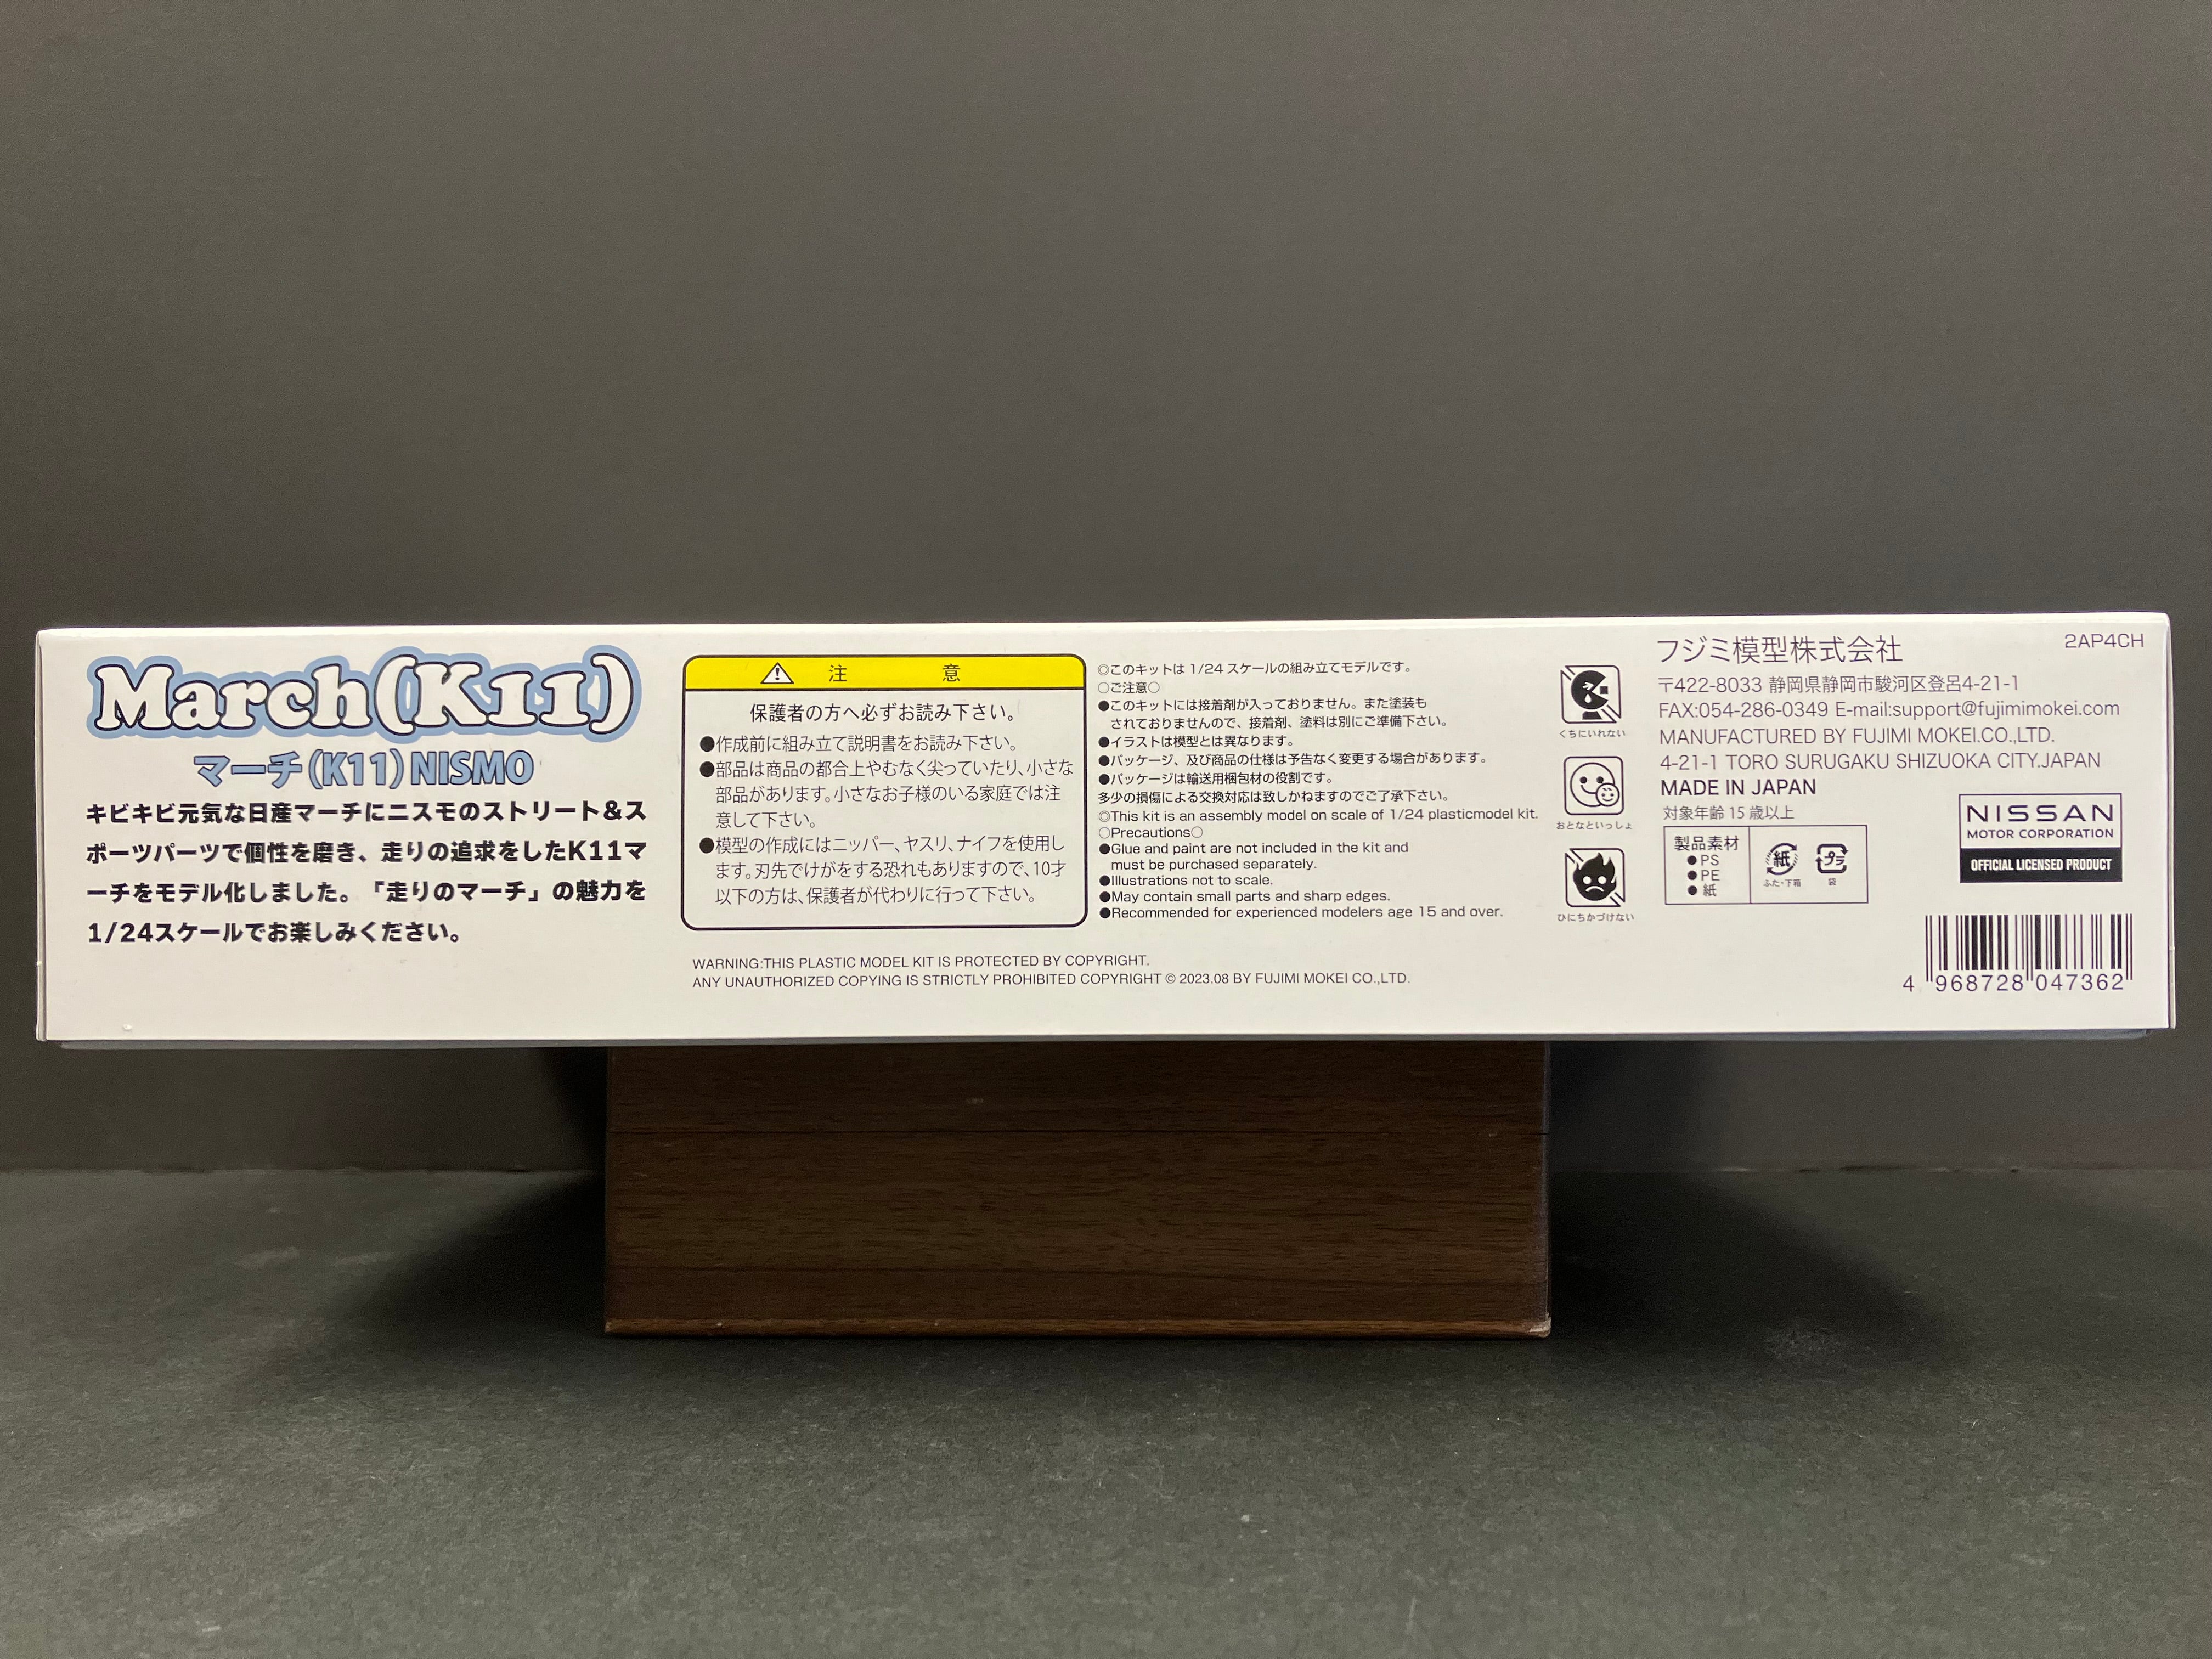 March(K11)
マーチ(K11)NISMO
キビキビ元気な日産マーチにニスモのストリート&ス
ポーツパーツで個性を磨き、走りの追求をしたK11マ
ーチをモデル化しました。「走りのマーチ」の魅力を
1/24スケールでお楽しみください。
注 意
保護者の方へ必ずお読み下さい。
●作成前に組み立て説明書をお読み下さい。
●部品は商品の都合上やむなく尖っていたり、小さな
部品があります。小さなお子様のいる家庭では注
意して下さい。
●模型の作成にはニッパー、ヤスリ、ナイフを使用し
ます。刃先でけがをする恐れもありますので、10才
以下の方は、保護者が代わりに行って下さい。
WARNING:THIS PLASTIC MODEL KIT IS PROTECTED BY COPYRIGHT.
ANY UNAUTHORIZED COPYING IS STRICTLY PROHIBITED COPYRIGHT © 2023.08 BY FUJIMI MOKEI CO.,LTD.
◎このキットは 1/24 スケールの組み立てモデルです。
○ご注意○
●このキットには接着剤が入っておりません。また塗装も
されておりませんので、接着剤、塗料は別にご準備下さい。
●イラストは模型とは異なります。
●パッケージ、及び商品の仕様は予告なく変更する場合があります。
●パッケージは輸送用梱包材の役割です。
多少の損傷による交換対応は致しかねますのでご了承下さい。
◎This kit is an assembly model on scale of 1/24 plasticmodel kit.
○Precautions○
●Glue and paint are not included in the kit and
must be purchased separately.
●Illustrations not to scale.
●May contain small parts and sharp edges.
●Recommended for experienced modelers age 15 and over.
くちにいれない
おとなといっしょ
ひにちかづけない
フジミ模型株式会社
2AP4CH
〒422-8033 静岡県静岡市駿河区登呂4-21-1
FAX:054-286-0349 E-mail:support@fujimimokei.com
MANUFACTURED BY FUJIMI MOKEI.CO.,LTD.
4-21-1 TORO SURUGAKU SHIZUOKA CITY.JAPAN
MADE IN JAPAN
対象年齢 15 歳以上
製品素材
●PS
●PE
●紙
紙
ふた・下箱
プラ
袋
NISSAN
MOTOR CORPORATION
OFFICIAL LICENSED PRODUCT
4 968728 047362